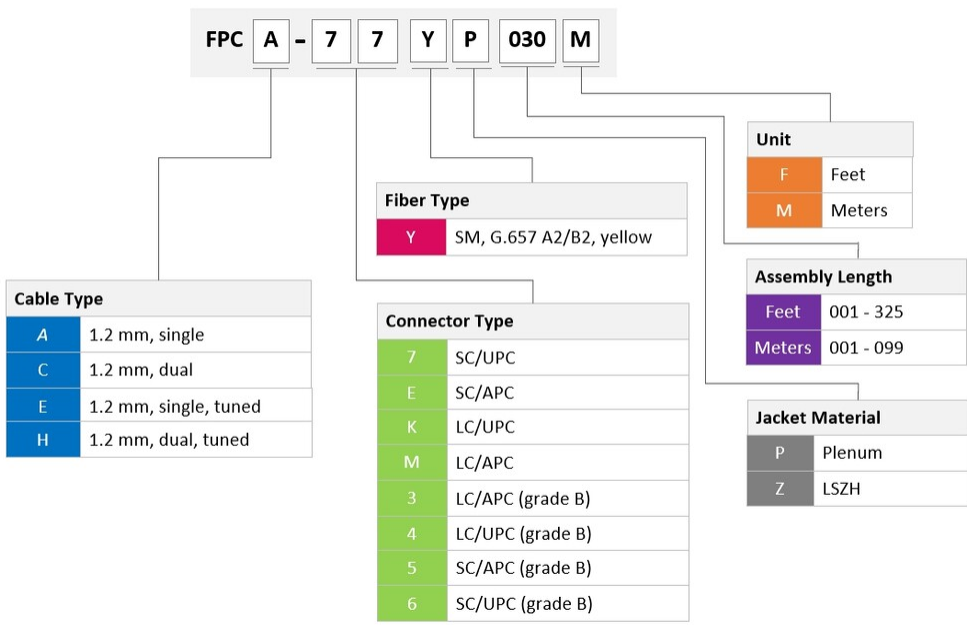 FPC A - 7 7 Y P 030 M
Unit
F Feet
M Meters
Fiber Type
Y SM, G.657 A2/B2, yellow
Assembly Length
Feet 001 - 325
Meters 001 - 099
Cable Type
A 1.2 mm, single
C 1.2 mm, dual
E 1.2 mm, single, tuned
H 1.2 mm, dual, tuned
Connector Type
7 SC/UPC
E SC/APC
K LC/UPC
M LC/APC
3 LC/APC (grade B)
4 LC/UPC (grade B)
5 SC/APC (grade B)
6 SC/UPC (grade B)
Jacket Material
P Plenum
Z LSZH